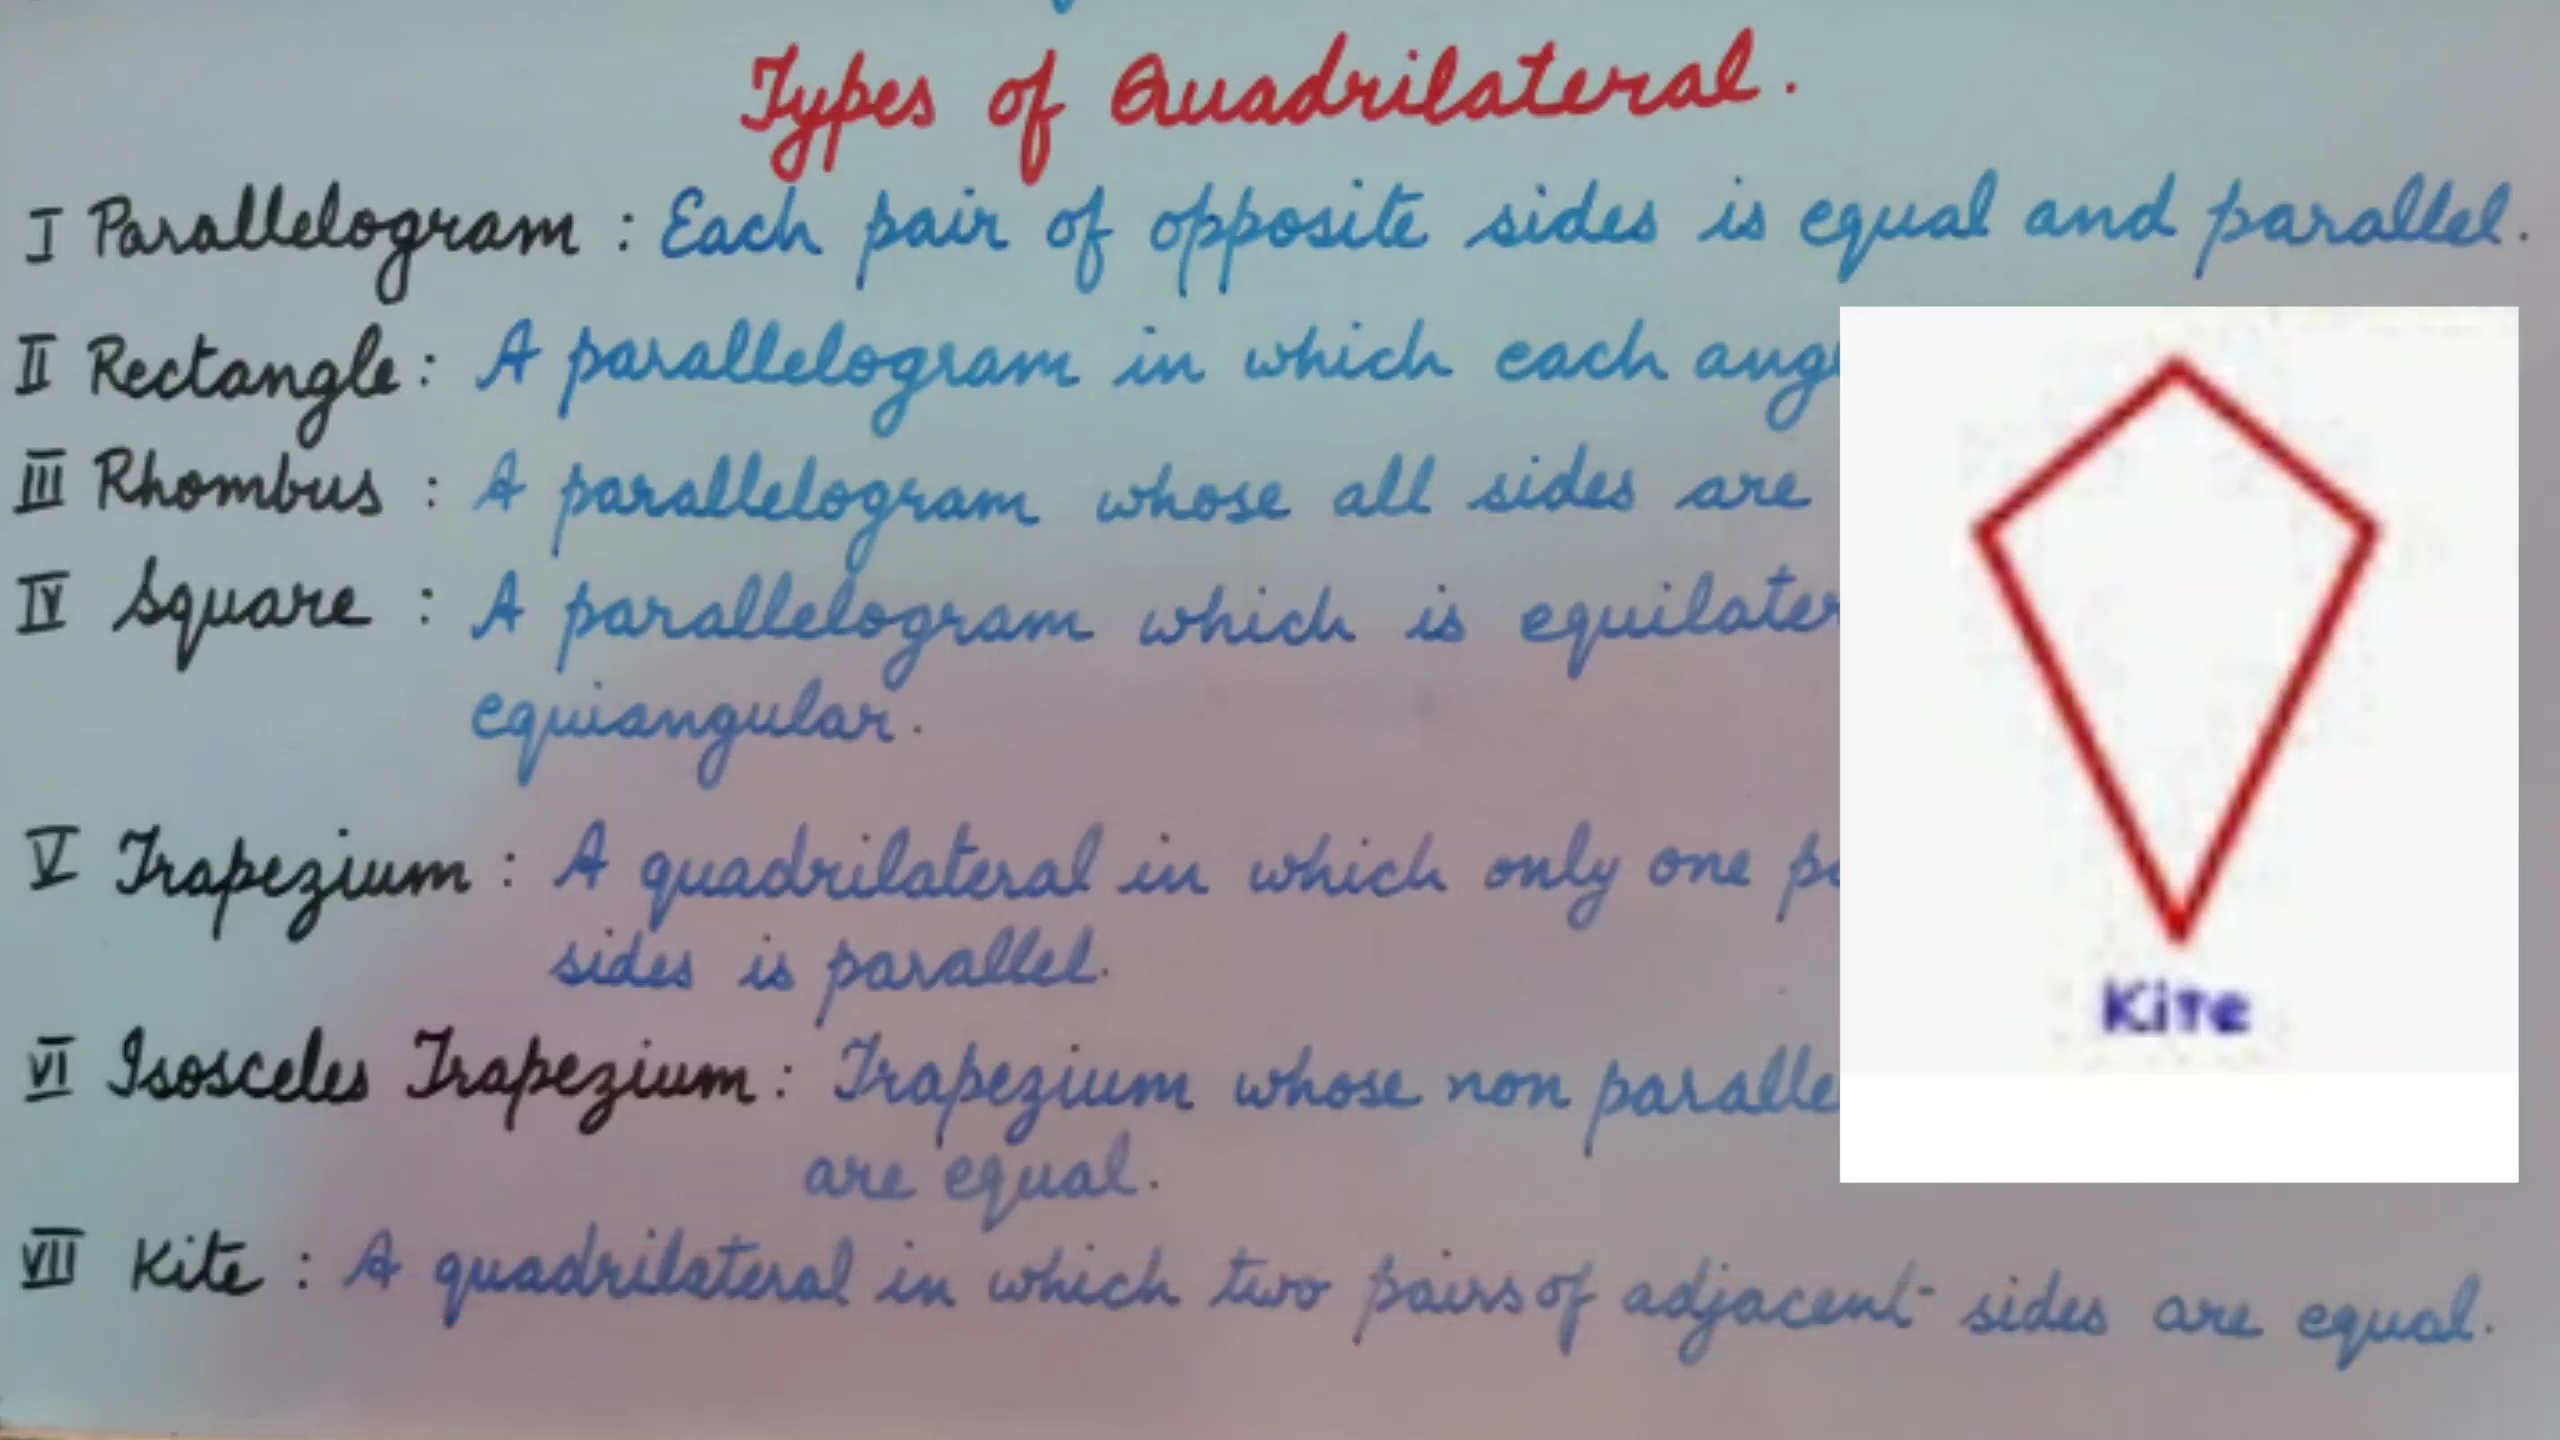 Types of Quadrilateral.
I Parallelogram : Each pair of opposite sides is equal and parallel.
II Rectangle : A parallelogram in which each
III Rhombus : A parallelogram whose all sides are
IV Square : A parallelogram which is
equiangular.
V Trapezium : A quadrilateral in which only one
sides is parallel.
VI Isosceles Trapezium : Trapezium whose non
are equal.
VII Kite : A quadrilateral in which two pairs of adjacent sides are equal.
Kite